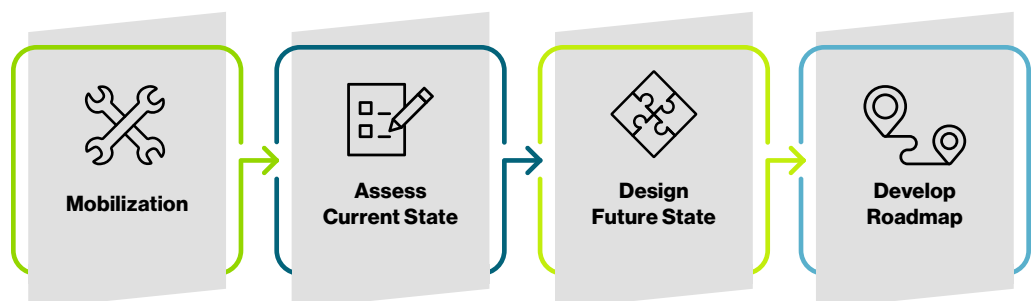 Mobilization
Assess
Current State
Design
Future State
Develop
Roadmap